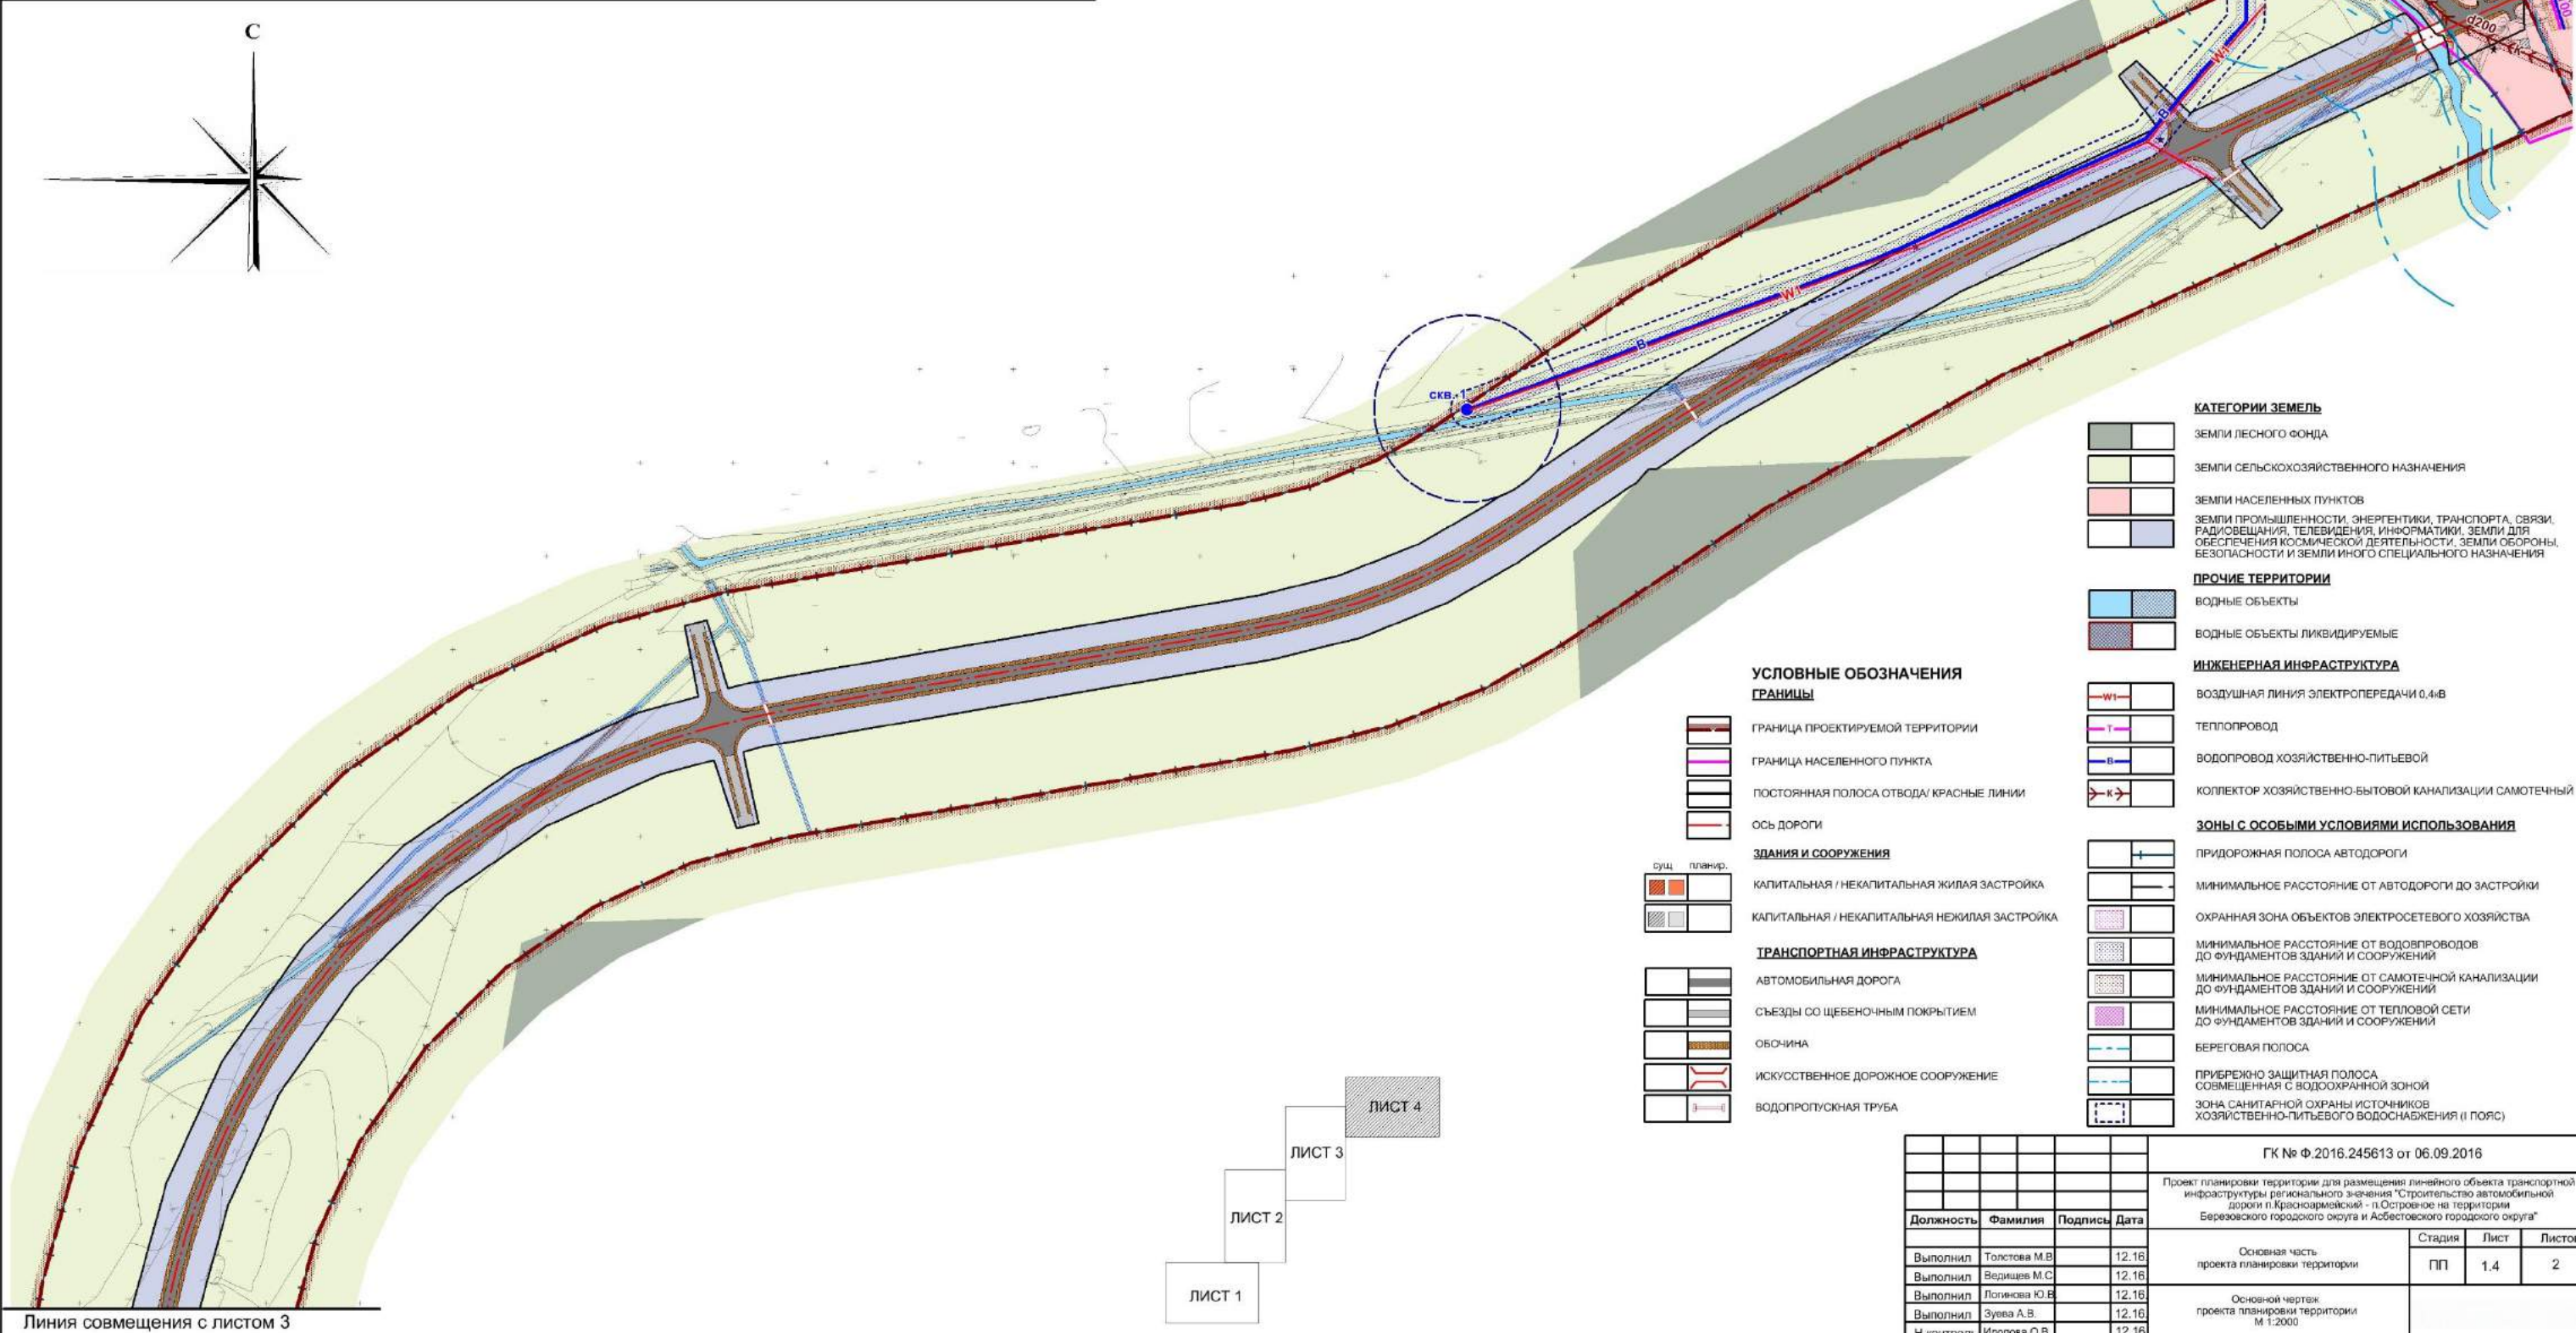 С
d200
К
W1
В
W1
В
скв. 1
КАТЕГОРИИ ЗЕМЕЛЬ
ЗЕМЛИ ЛЕСНОГО ФОНДА
ЗЕМЛИ СЕЛЬСКОХОЗЯЙСТВЕННОГО НАЗНАЧЕНИЯ
ЗЕМЛИ НАСЕЛЕННЫХ ПУНКТОВ
ЗЕМЛИ ПРОМЫШЛЕННОСТИ, ЭНЕРГЕНТИКИ, ТРАНСПОРТА, СВЯЗИ,
РАДИОВЕЩАНИЯ, ТЕЛЕВИДЕНИЯ, ИНФОРМАТИКИ, ЗЕМЛИ ДЛЯ
ОБЕСПЕЧЕНИЯ КОСМИЧЕСКОЙ ДЕЯТЕЛЬНОСТИ, ЗЕМЛИ ОБОРОНЫ,
БЕЗОПАСНОСТИ И ЗЕМЛИ ИНОГО СПЕЦИАЛЬНОГО НАЗНАЧЕНИЯ
ПРОЧИЕ ТЕРРИТОРИИ
ВОДНЫЕ ОБЪЕКТЫ
ВОДНЫЕ ОБЪЕКТЫ ЛИКВИДИРУЕМЫЕ
ИНЖЕНЕРНАЯ ИНФРАСТРУКТУРА
W1 ВОЗДУШНАЯ ЛИНИЯ ЭЛЕКТРОПЕРЕДАЧИ 0,4кВ
Т ТЕПЛОПРОВОД
В ВОДОПРОВОД ХОЗЯЙСТВЕННО-ПИТЬЕВОЙ
К КОЛЛЕКТОР ХОЗЯЙСТВЕННО-БЫТОВОЙ КАНАЛИЗАЦИИ САМОТЕЧНЫЙ
ЗОНЫ С ОСОБЫМИ УСЛОВИЯМИ ИСПОЛЬЗОВАНИЯ
ПРИДОРОЖНАЯ ПОЛОСА АВТОДОРОГИ
МИНИМАЛЬНОЕ РАССТОЯНИЕ ОТ АВТОДОРОГИ ДО ЗАСТРОЙКИ
ОХРАННАЯ ЗОНА ОБЪЕКТОВ ЭЛЕКТРОСЕТЕВОГО ХОЗЯЙСТВА
МИНИМАЛЬНОЕ РАССТОЯНИЕ ОТ ВОДОВПРОВОДОВ
ДО ФУНДАМЕНТОВ ЗДАНИЙ И СООРУЖЕНИЙ
МИНИМАЛЬНОЕ РАССТОЯНИЕ ОТ САМОТЕЧНОЙ КАНАЛИЗАЦИИ
ДО ФУНДАМЕНТОВ ЗДАНИЙ И СООРУЖЕНИЙ
МИНИМАЛЬНОЕ РАССТОЯНИЕ ОТ ТЕПЛОВОЙ СЕТИ
ДО ФУНДАМЕНТОВ ЗДАНИЙ И СООРУЖЕНИЙ
БЕРЕГОВАЯ ПОЛОСА
ПРИБРЕЖНО ЗАЩИТНАЯ ПОЛОСА
СОВМЕЩЕННАЯ С ВОДООХРАННОЙ ЗОНОЙ
ЗОНА САНИТАРНОЙ ОХРАНЫ ИСТОЧНИКОВ
ХОЗЯЙСТВЕННО-ПИТЬЕВОГО ВОДОСНАБЖЕНИЯ (I ПОЯС)
УСЛОВНЫЕ ОБОЗНАЧЕНИЯ
ГРАНИЦЫ
ГРАНИЦА ПРОЕКТИРУЕМОЙ ТЕРРИТОРИИ
ГРАНИЦА НАСЕЛЕННОГО ПУНКТА
ПОСТОЯННАЯ ПОЛОСА ОТВОДА/ КРАСНЫЕ ЛИНИИ
ОСЬ ДОРОГИ
ЗДАНИЯ И СООРУЖЕНИЯ
сущ. планир.
КАПИТАЛЬНАЯ / НЕКАПИТАЛЬНАЯ ЖИЛАЯ ЗАСТРОЙКА
КАПИТАЛЬНАЯ / НЕКАПИТАЛЬНАЯ НЕЖИЛАЯ ЗАСТРОЙКА
ТРАНСПОРТНАЯ ИНФРАСТРУКТУРА
АВТОМОБИЛЬНАЯ ДОРОГА
СЪЕЗДЫ СО ЩЕБЕНОЧНЫМ ПОКРЫТИЕМ
ОБОЧИНА
ИСКУССТВЕННОЕ ДОРОЖНОЕ СООРУЖЕНИЕ
ВОДОПРОПУСКНАЯ ТРУБА
ЛИСТ 4
ЛИСТ 3
ЛИСТ 2
ЛИСТ 1
Линия совмещения с листом 3
ГК № Ф.2016.245613 от 06.09.2016
Проект планировки территории для размещения линейного объекта транспортной
инфраструктуры регионального значения "Строительство автомобильной
дороги п.Красноармейский - п.Островное на территории
Березовского городского округа и Асбестовского городского округа"
Должность Фамилия Подпись Дата
Выполнил Толстова М.В 12.16
Выполнил Ведищев М.С 12.16
Выполнил Логинова Ю.В 12.16
Выполнил Зуева А.В. 12.16
12.16
Основная часть
проекта планировки территории
Стадия Лист Листов
ПП 1.4 2
Основной чертеж
проекта планировки территории
М 1:2000